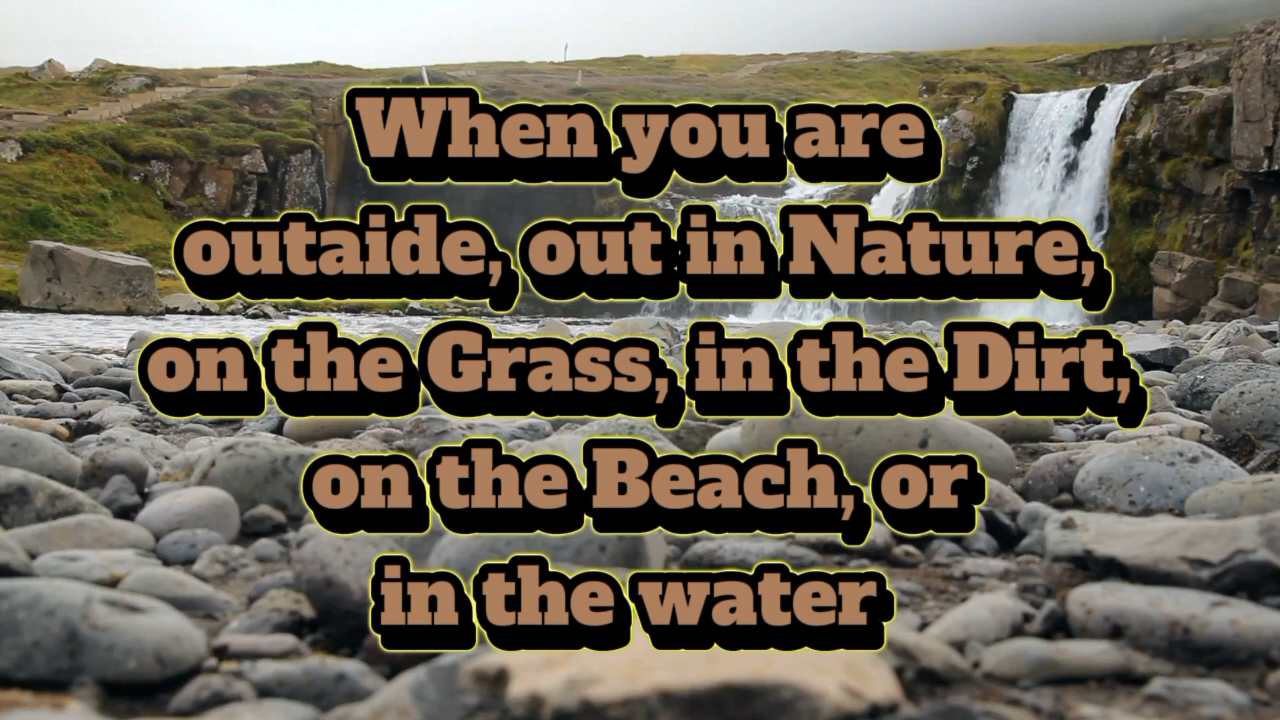 When you are
outaide, out in Nature,
on the Grass, in the Dirt,
on the Beach, or
in the water